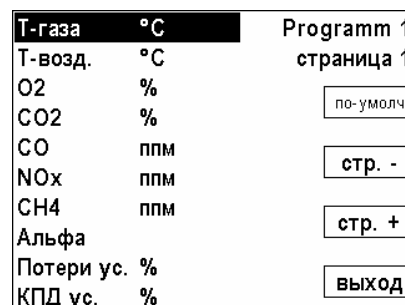 Т-газа °C
Т-возд. °C
O2 %
CO2 %
CO ппм
NOx ппм
CH4 ппм
Альфа
Потери ус. %
КПД ус. %
Programm 1
страница 1
по-умолч
стр. -
стр. +
выход